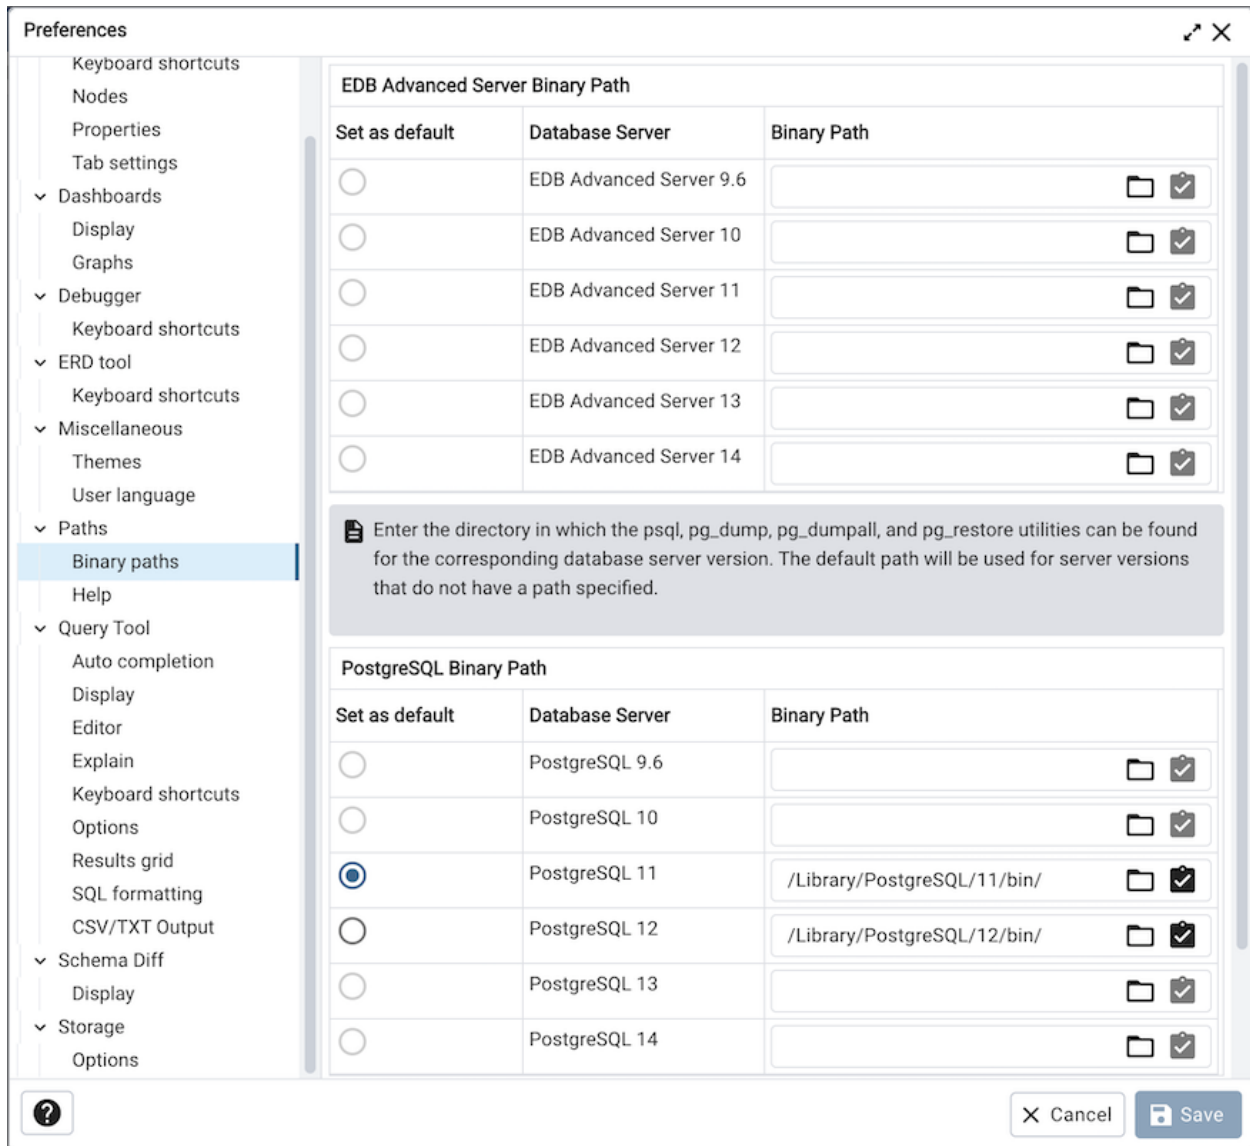 Preferences
Keyboard shortcuts
Nodes
Properties
Tab settings
Dashboards
Display
Graphs
Debugger
Keyboard shortcuts
ERD tool
Keyboard shortcuts
Miscellaneous
Themes
User language
Paths
Binary paths
Help
Query Tool
Auto completion
Display
Editor
Explain
Keyboard shortcuts
Options
Results grid
SQL formatting
CSV/TXT Output
Schema Diff
Display
Storage
Options
EDB Advanced Server Binary Path
Set as default Database Server Binary Path
EDB Advanced Server 9.6
EDB Advanced Server 10
EDB Advanced Server 11
EDB Advanced Server 12
EDB Advanced Server 13
EDB Advanced Server 14
Enter the directory in which the psql, pg_dump, pg_dumpall, and pg_restore utilities can be found
for the corresponding database server version. The default path will be used for server versions
that do not have a path specified.
PostgreSQL Binary Path
Set as default Database Server Binary Path
PostgreSQL 9.6
PostgreSQL 10
PostgreSQL 11 /Library/PostgreSQL/11/bin/
PostgreSQL 12 /Library/PostgreSQL/12/bin/
PostgreSQL 13
PostgreSQL 14
Cancel Save